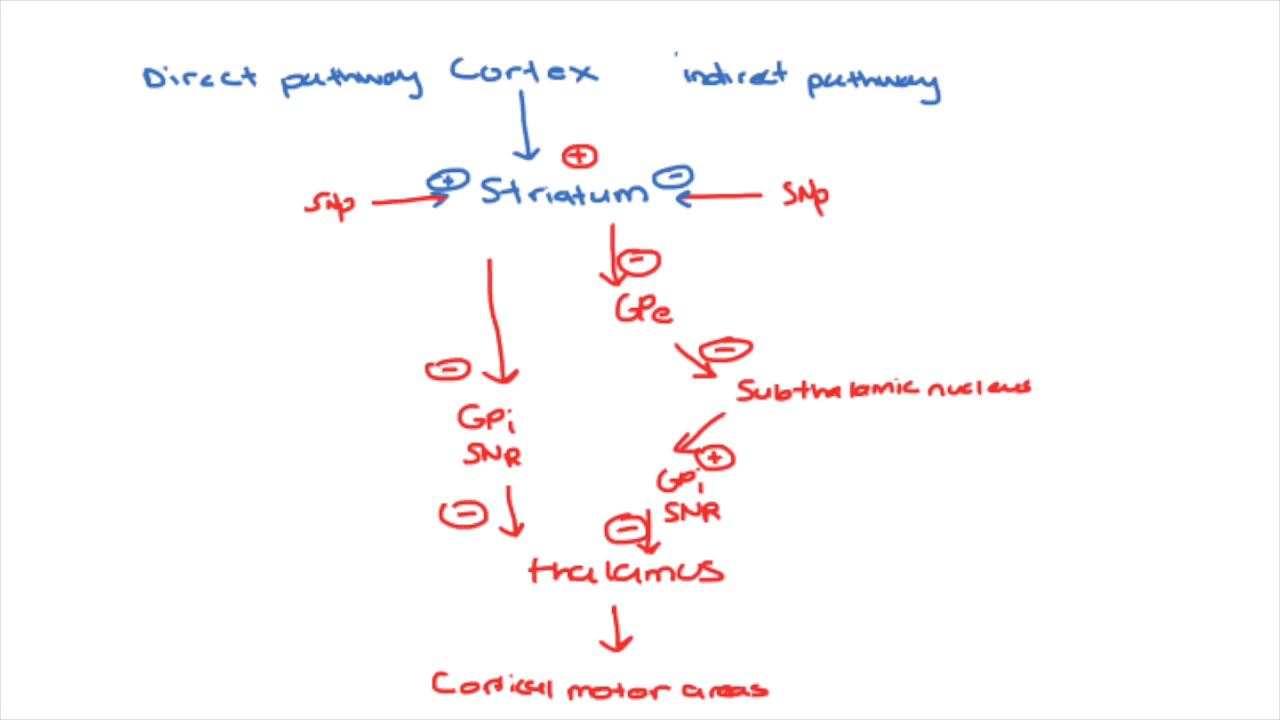 Direct pathway Cortex indirect pathway
+
+ Striatum -
SNp SNp
-
GPe
-
-
Subthalamic nucleus
GPi
SNR
+
GPi
SNR
-
-
thalamus
Cortical motor areas